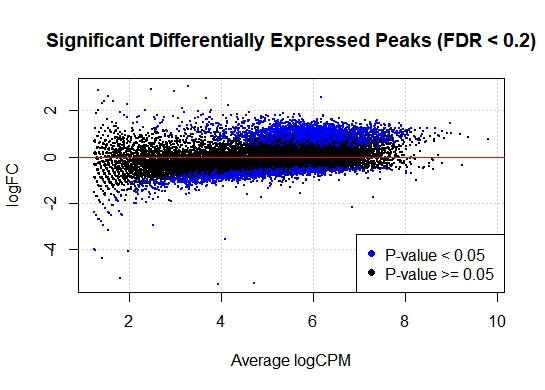 Significant Differentially Expressed Peaks (FDR < 0.2)
2
0
-2
-4
logFC
P-value < 0.05
P-value >= 0.05
2 4 6 8 10
Average logCPM